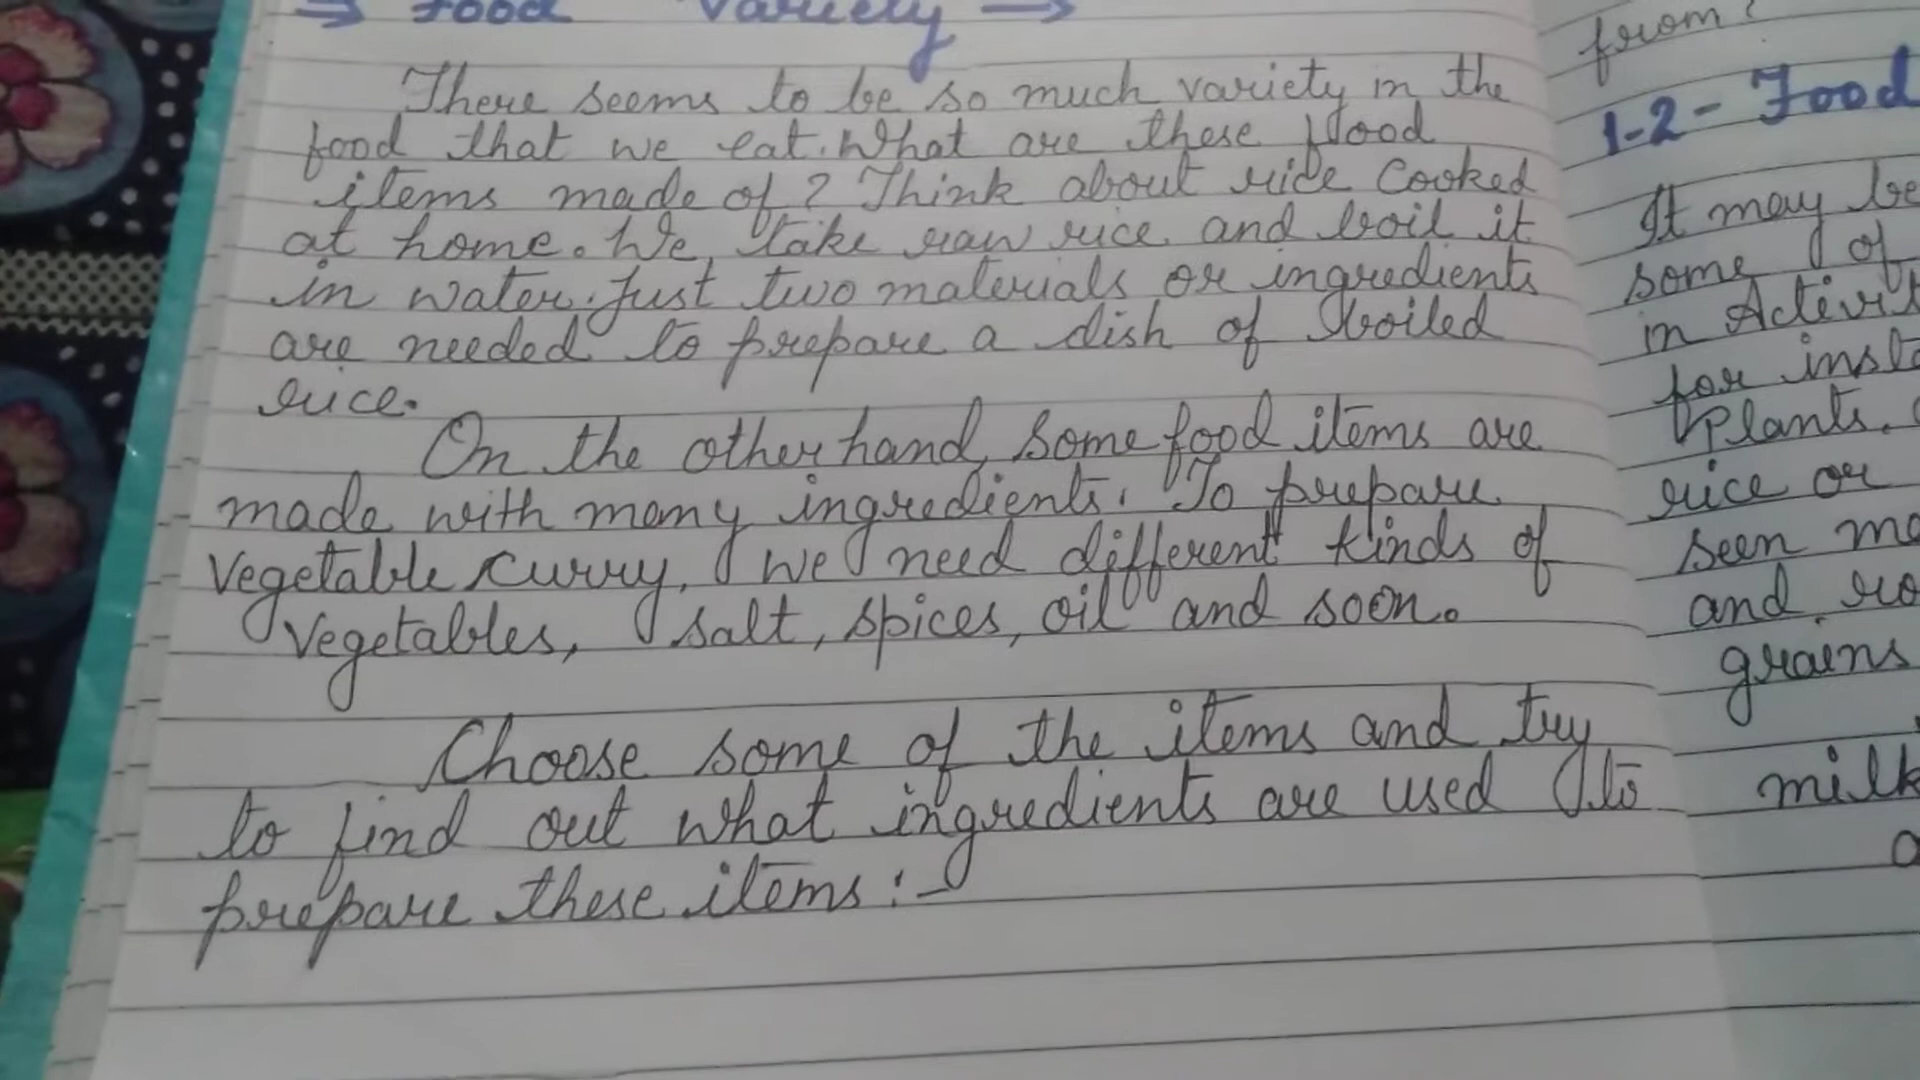 ⇒ Food Variety →
There seems to be so much variety in the
food that we eat. What are these food
items made of? Think about rice cooked
at home. We take raw rice and boil it
in water. Just two materials or ingredients
are needed to prepare a dish of boiled
rice.
On the other hand, some food items are
made with many ingredients. To prepare
Vegetable curry, we need different kinds of
Vegetables, salt, spices, oil and soon.
Choose some of the items and try
to find out what ingredients are used to
prepare these items :-
from?
1-2- Food
It may be
some of
in Activit
for inst
Plants.
rice or
seen
and
grains
milk